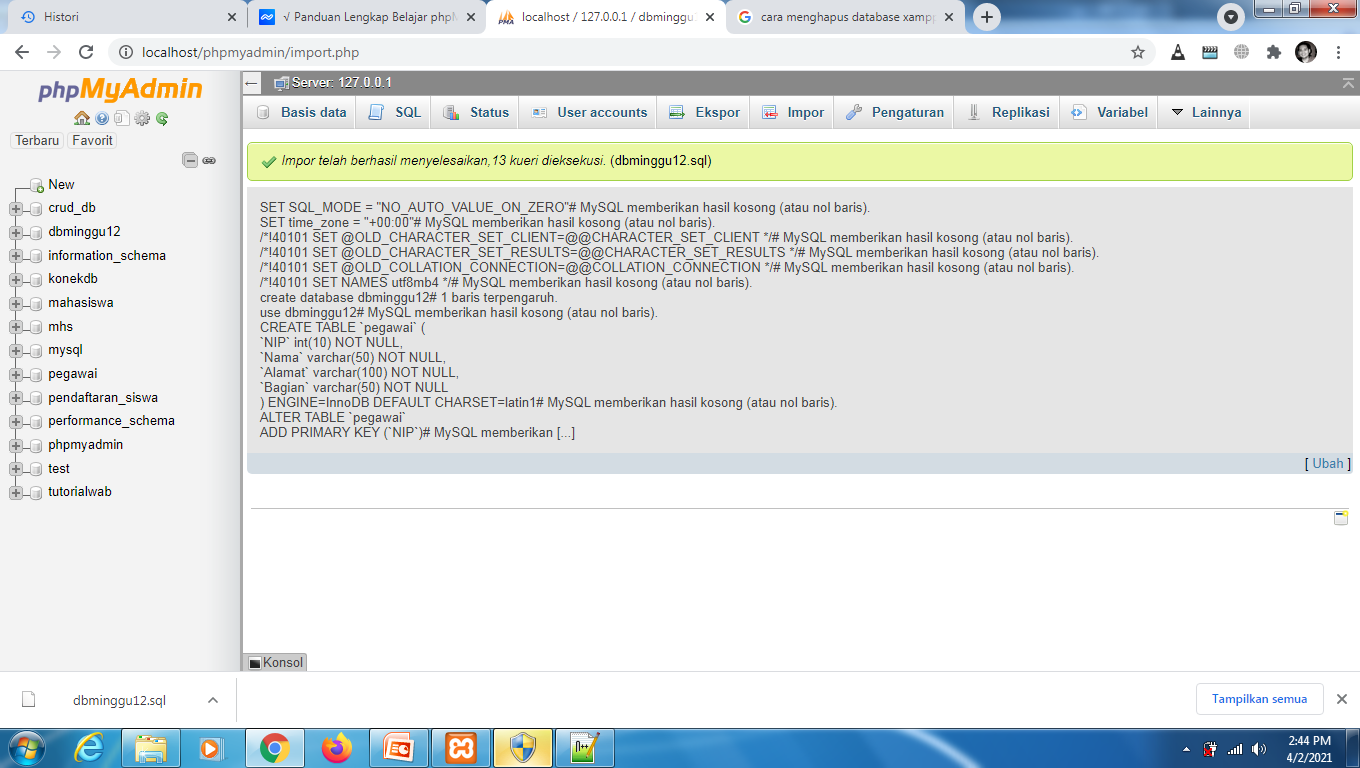 Histori
√ Panduan Lengkap Belajar phpM
localhost / 127.0.0.1 / dbminggu
cara menghapus database xampp
localhost/phpmyadmin/import.php
phpMyAdmin
Terbaru
Favorit
New
crud_db
dbminggu12
information_schema
konekdb
mahasiswa
mhs
mysql
pegawai
pendaftaran_siswa
performance_schema
phpmyadmin
test
tutorialwab
Server: 127.0.0.1
Basis data
SQL
Status
User accounts
Ekspor
Impor
Pengaturan
Replikasi
Variabel
Lainnya
Impor telah berhasil menyelesaikan,13 kueri dieksekusi. (dbminggu12.sql)
SET SQL_MODE = "NO_AUTO_VALUE_ON_ZERO"# MySQL memberikan hasil kosong (atau nol baris).
SET time_zone = "+00:00"# MySQL memberikan hasil kosong (atau nol baris).
/*!40101 SET @OLD_CHARACTER_SET_CLIENT=@@CHARACTER_SET_CLIENT */# MySQL memberikan hasil kosong (atau nol baris).
/*!40101 SET @OLD_CHARACTER_SET_RESULTS=@@CHARACTER_SET_RESULTS */# MySQL memberikan hasil kosong (atau nol baris).
/*!40101 SET @OLD_COLLATION_CONNECTION=@@COLLATION_CONNECTION */# MySQL memberikan hasil kosong (atau nol baris).
/*!40101 SET NAMES utf8mb4 */# MySQL memberikan hasil kosong (atau nol baris).
create database dbminggu12# 1 baris terpengaruh.
use dbminggu12# MySQL memberikan hasil kosong (atau nol baris).
CREATE TABLE `pegawai` (
`NIP` int(10) NOT NULL,
`Nama` varchar(50) NOT NULL,
`Alamat` varchar(100) NOT NULL,
`Bagian` varchar(50) NOT NULL
) ENGINE=InnoDB DEFAULT CHARSET=latin1# MySQL memberikan hasil kosong (atau nol baris).
ALTER TABLE `pegawai`
ADD PRIMARY KEY (`NIP`)# MySQL memberikan [...]
[ Ubah ]
Konsol
dbminggu12.sql
Tampilkan semua
2:44 PM
4/2/2021